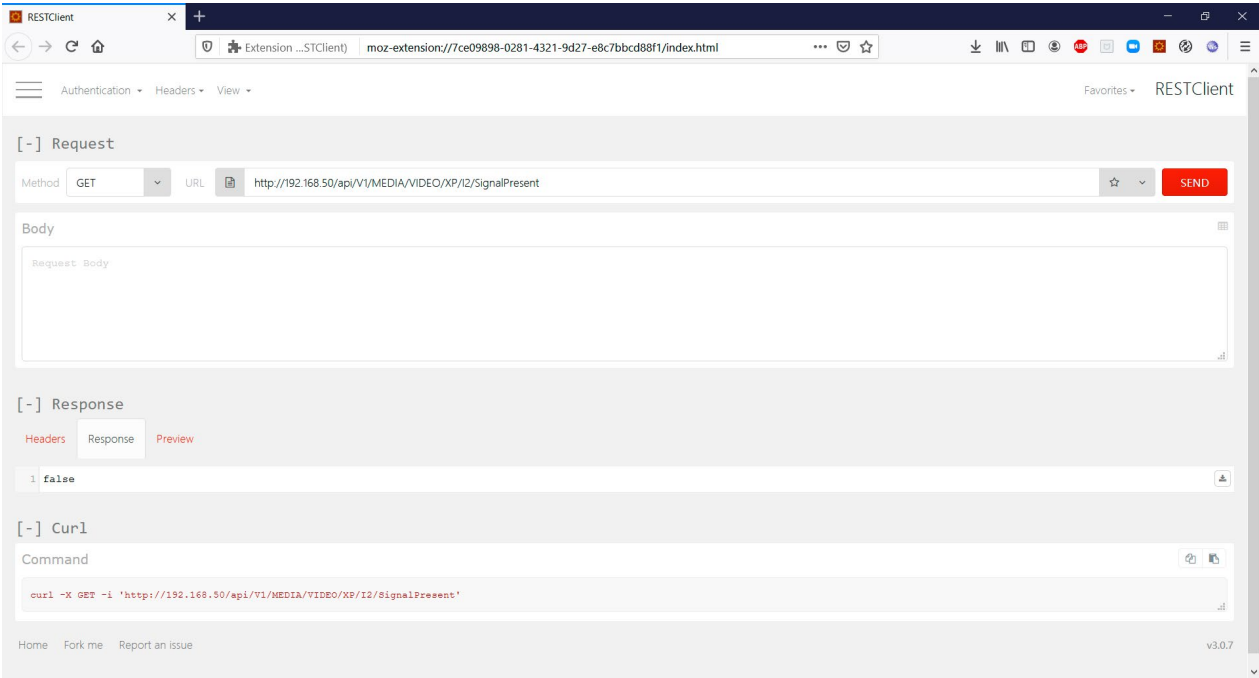 RESTClient
Extension ...STClient) moz-extension://7ce09898-0281-4321-9d27-e8c7bbcd88f1/index.html
ABP
Authentication Headers View Favorites RESTClient
[-] Request
Method GET URL http://192.168.50/api/V1/MEDIA/VIDEO/XP/I2/SignalPresent SEND
Body
Request Body
[-] Response
Headers Response Preview
1 false
[-] Curl
Command
curl -X GET -i 'http://192.168.50/api/V1/MEDIA/VIDEO/XP/I2/SignalPresent'
Home Fork me Report an issue v3.0.7